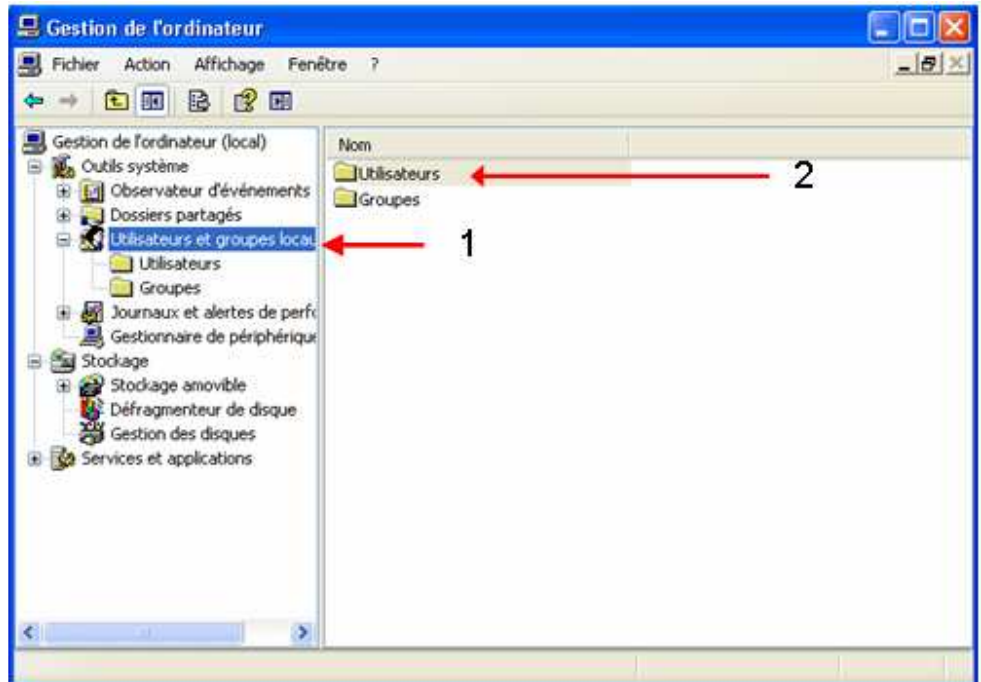 Gestion de l'ordinateur
Fichier Action Affichage Fenêtre ?
Gestion de l'ordinateur (local)
Outils système
Observateur d'événements
Dossiers partagés
Utilisateurs et groupes locau
Utilisateurs
Groupes
Journaux et alertes de perfo
Gestionnaire de périphérique
Stockage
Stockage amovible
Défragmenteur de disque
Gestion des disques
Services et applications
Nom
Utilisateurs
Groupes
2
1